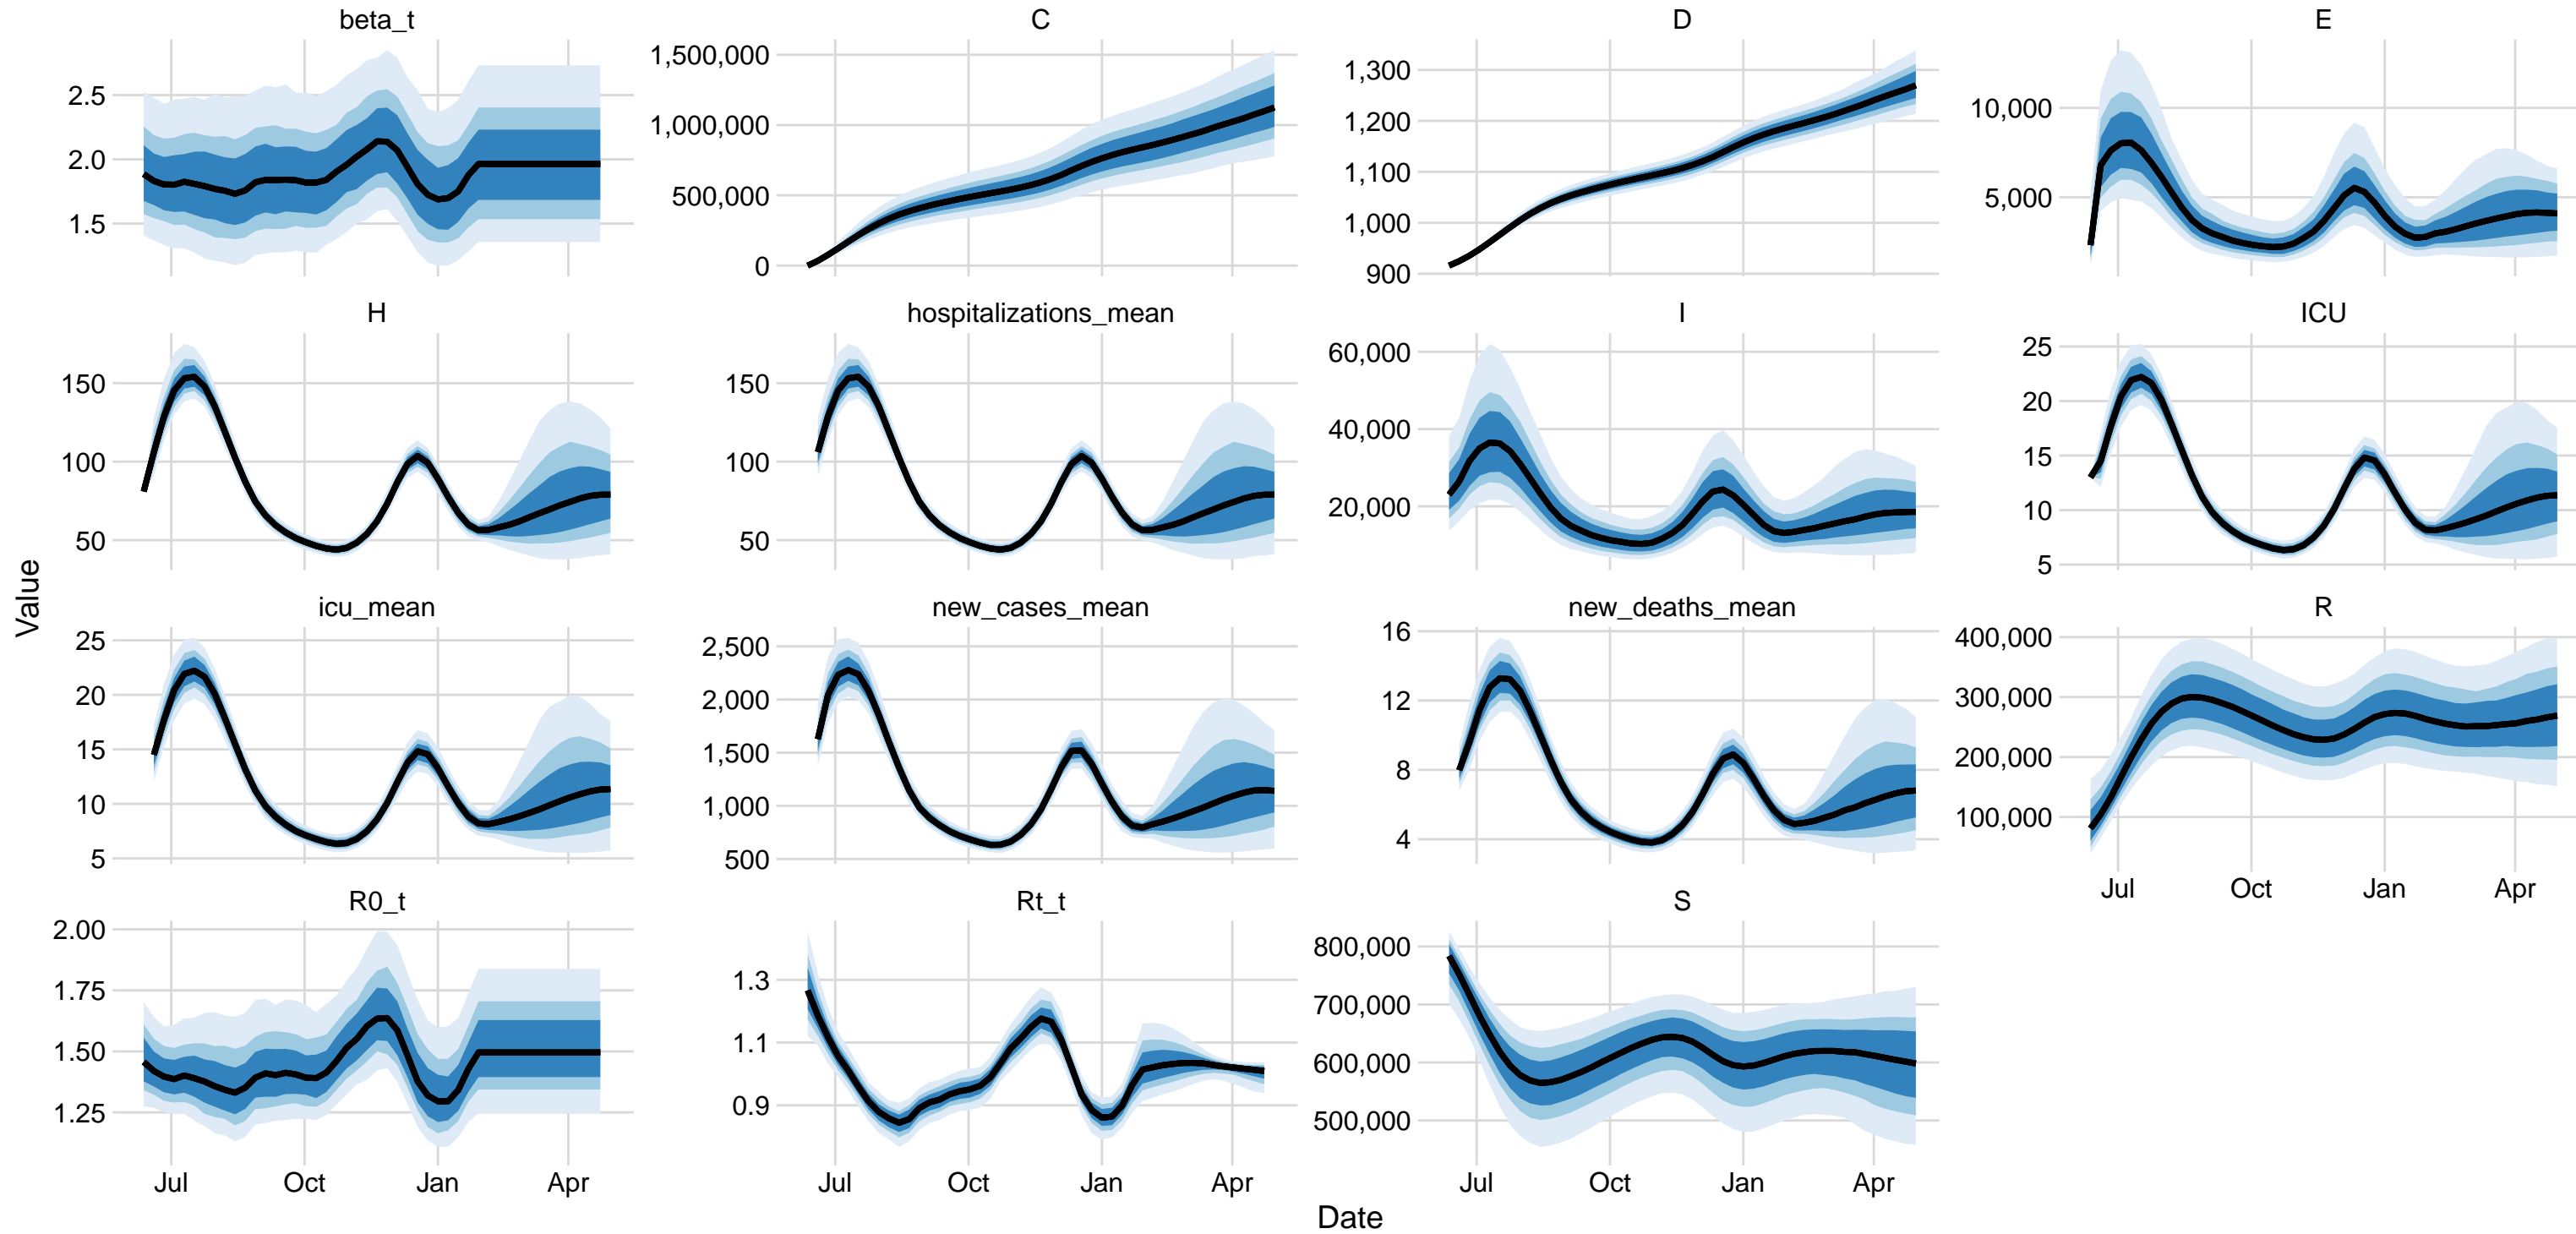 beta_t
C
D
E
2.5
2.0
1.5
1,500,000
1,000,000
500,000
0
1,300
1,200
1,100
1,000
900
10,000
5,000
H
hospitalizations_mean
I
ICU
150
100
50
150
100
50
60,000
40,000
20,000
25
20
15
10
5
Value
icu_mean
new_cases_mean
new_deaths_mean
R
25
20
15
10
5
2,500
2,000
1,500
1,000
500
16
12
8
4
400,000
300,000
200,000
100,000
Jul Oct Jan Apr
R0_t
Rt_t
S
2.00
1.75
1.50
1.25
1.3
1.1
0.9
800,000
700,000
600,000
500,000
Jul Oct Jan Apr
Jul Oct Jan Apr
Jul Oct Jan Apr
Date